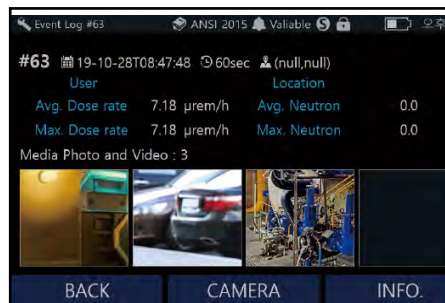 Event Log #63 ANSI 2015 Valiable S 오후
#63 19-10-28T08:47:48 60sec (null,null)
User Location
Avg. Dose rate 7.18 µrem/h Avg. Neutron 0.0
Max. Dose rate 7.18 µrem/h Max. Neutron 0.0
Media Photo and Video : 3
BACK CAMERA INFO.